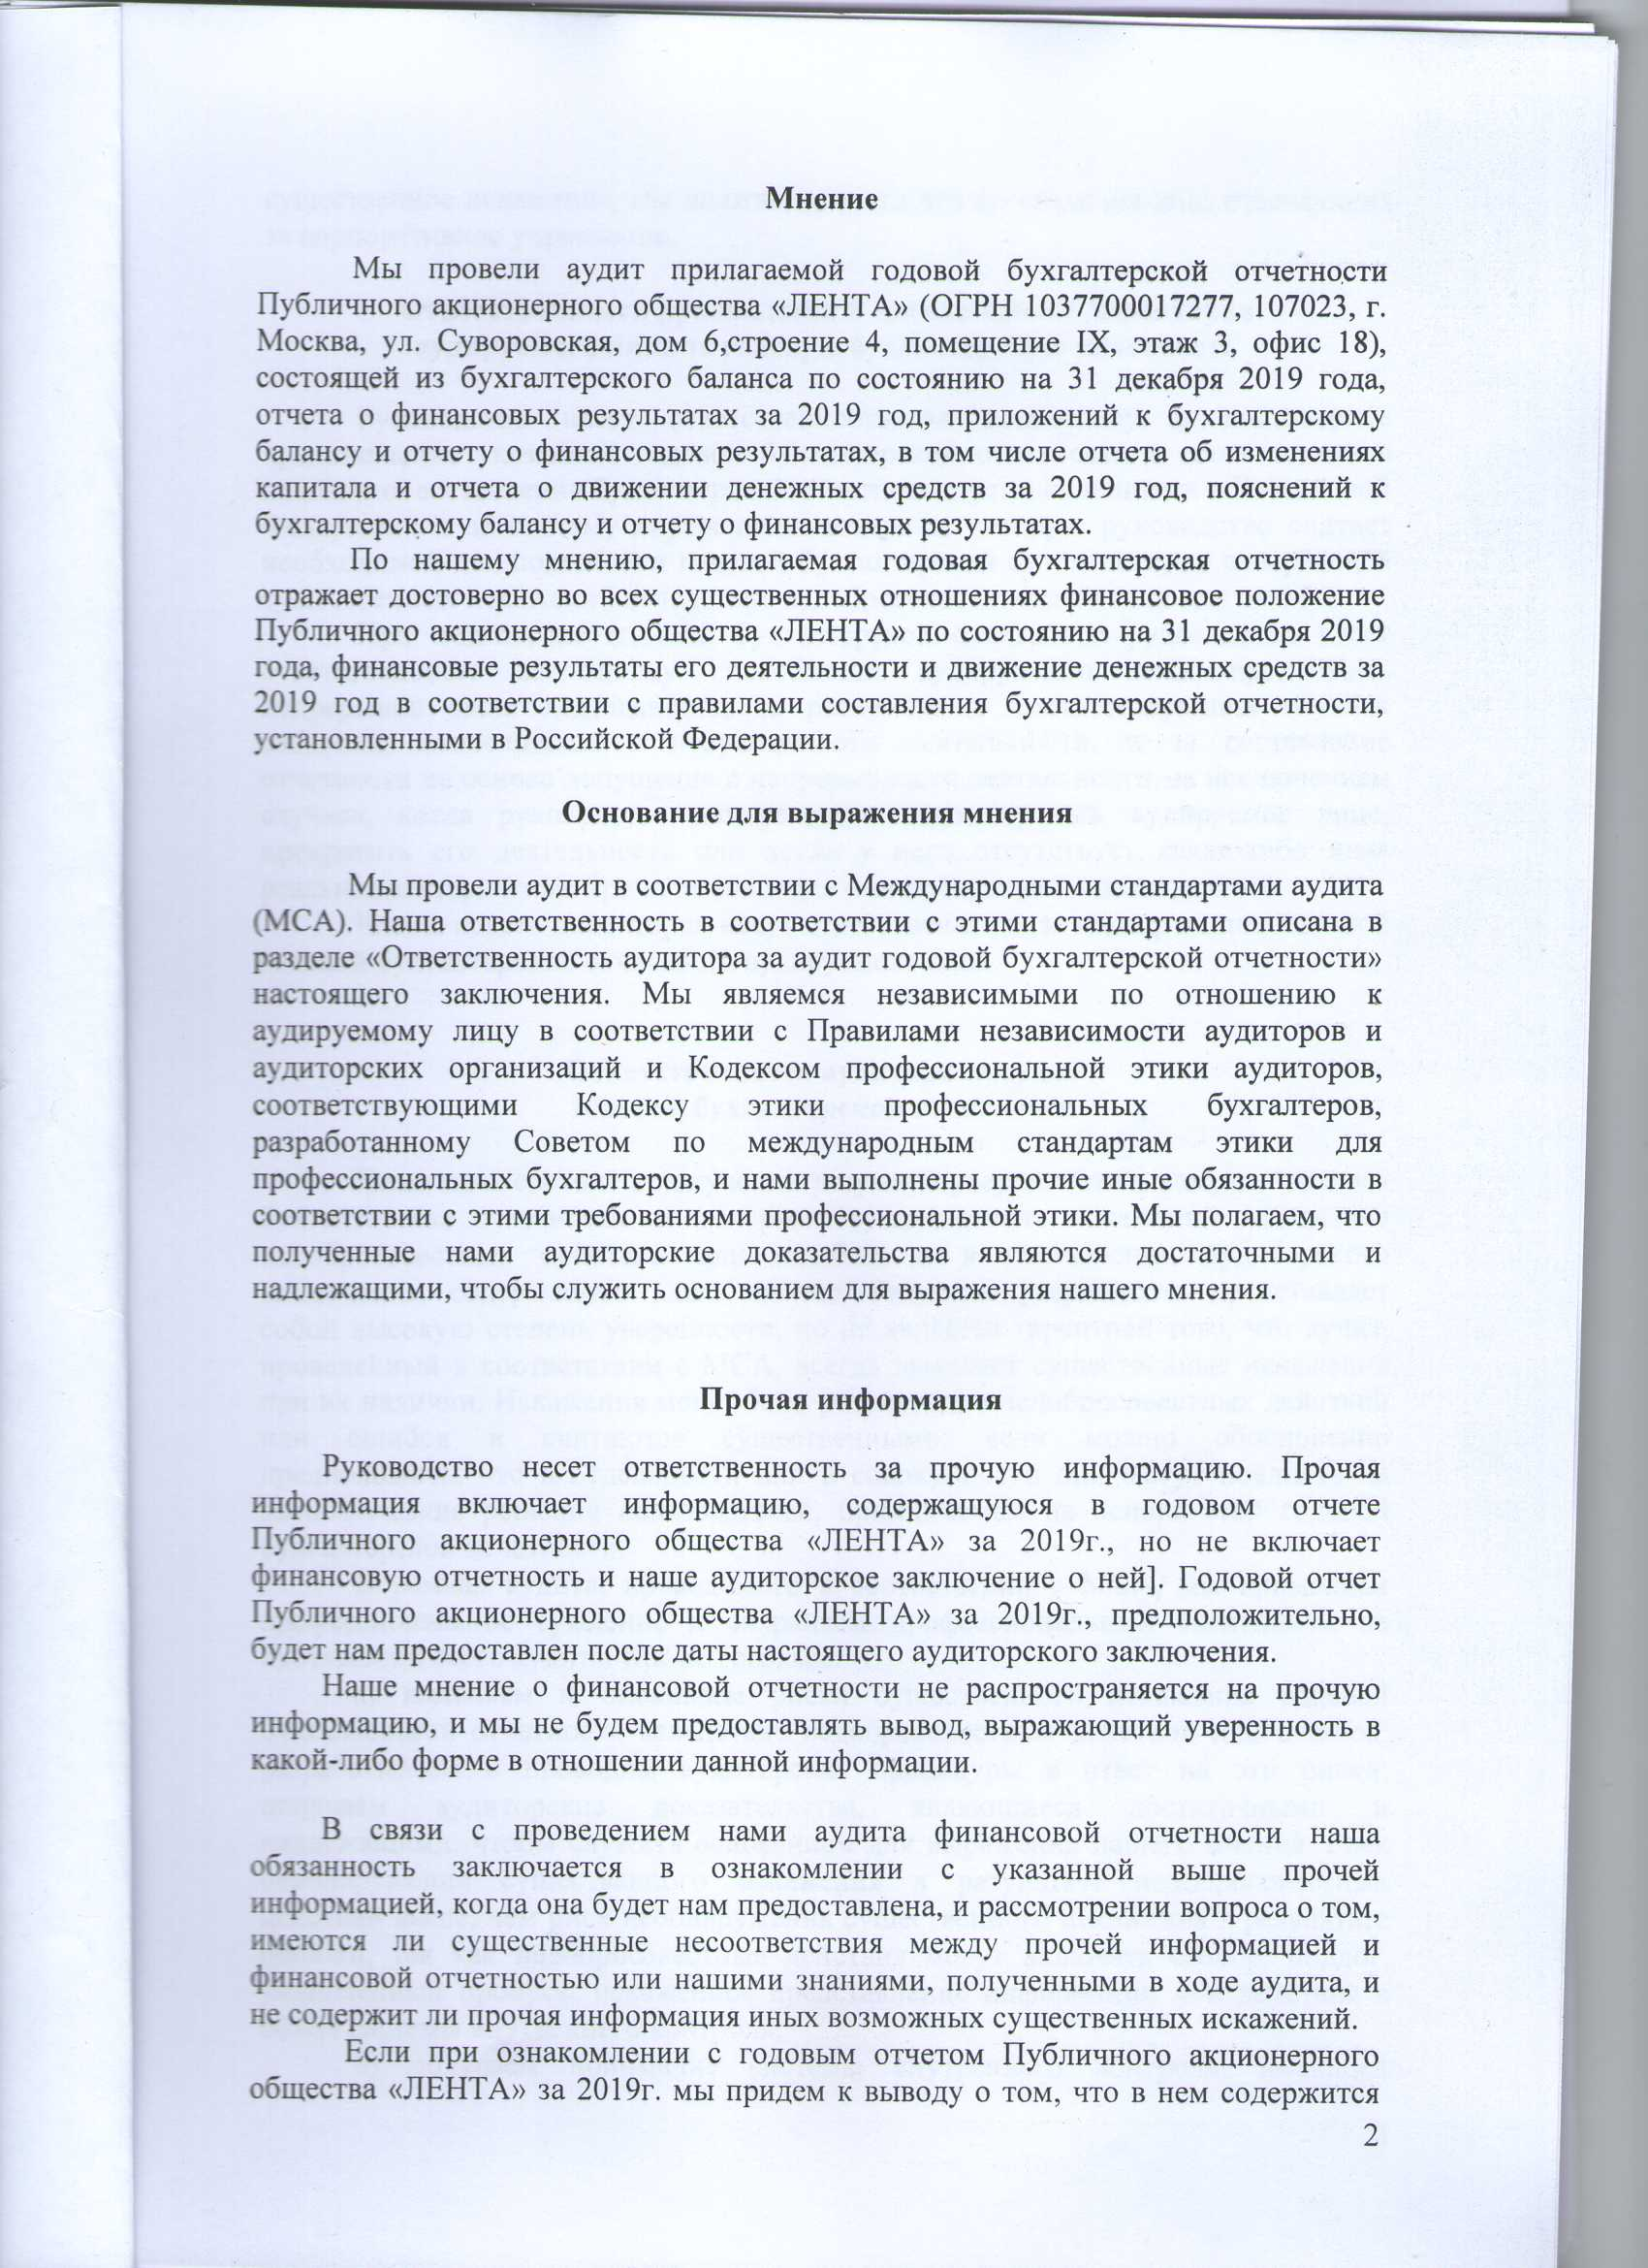 Мнение
Мы провели аудит прилагаемой годовой бухгалтерской отчетности
Публичного акционерного общества «ЛЕНТА» (ОГРН 1037700017277, 107023, г.
Москва, ул. Суворовская, дом 6,строение 4, помещение IX, этаж 3, офис 18),
состоящей из бухгалтерского баланса по состоянию на 31 декабря 2019 года,
отчета о финансовых результатах за 2019 год, приложений к бухгалтерскому
балансу и отчету о финансовых результатах, в том числе отчета об изменениях
капитала и отчета о движении денежных средств за 2019 год, пояснений к
бухгалтерскому балансу и отчету о финансовых результатах.
По нашему мнению, прилагаемая годовая бухгалтерская отчетность
отражает достоверно во всех существенных отношениях финансовое положение
Публичного акционерного общества «ЛЕНТА» по состоянию на 31 декабря 2019
года, финансовые результаты его деятельности и движение денежных средств за
2019 год в соответствии с правилами составления бухгалтерской отчетности,
установленными в Российской Федерации.
Основание для выражения мнения
Мы провели аудит в соответствии с Международными стандартами аудита
(МСА). Наша ответственность в соответствии с этими стандартами описана в
разделе «Ответственность аудитора за аудит годовой бухгалтерской отчетности»
настоящего заключения. Мы являемся независимыми по отношению к
аудируемому лицу в соответствии с Правилами независимости аудиторов и
аудиторских организаций и Кодексом профессиональной этики аудиторов,
соответствующими Кодексу этики профессиональных бухгалтеров,
разработанному Советом по международным стандартам этики для
профессиональных бухгалтеров, и нами выполнены прочие иные обязанности в
соответствии с этими требованиями профессиональной этики. Мы полагаем, что
полученные нами аудиторские доказательства являются достаточными и
надлежащими, чтобы служить основанием для выражения нашего мнения.
Прочая информация
Руководство несет ответственность за прочую информацию. Прочая
информация включает информацию, содержащуюся в годовом отчете
Публичного акционерного общества «ЛЕНТА» за 2019г., но не включает
финансовую отчетность и наше аудиторское заключение о ней]. Годовой отчет
Публичного акционерного общества «ЛЕНТА» за 2019г., предположительно,
будет нам предоставлен после даты настоящего аудиторского заключения.
Наше мнение о финансовой отчетности не распространяется на прочую
информацию, и мы не будем предоставлять вывод, выражающий уверенность в
какой-либо форме в отношении данной информации.
В связи с проведением нами аудита финансовой отчетности наша
обязанность заключается в ознакомлении с указанной выше прочей
информацией, когда она будет нам предоставлена, и рассмотрении вопроса о том,
имеются ли существенные несоответствия между прочей информацией и
финансовой отчетностью или нашими знаниями, полученными в ходе аудита, и
не содержит ли прочая информация иных возможных существенных искажений.
Если при ознакомлении с годовым отчетом Публичного акционерного
общества «ЛЕНТА» за 2019г. мы придем к выводу о том, что в нем содержится
2